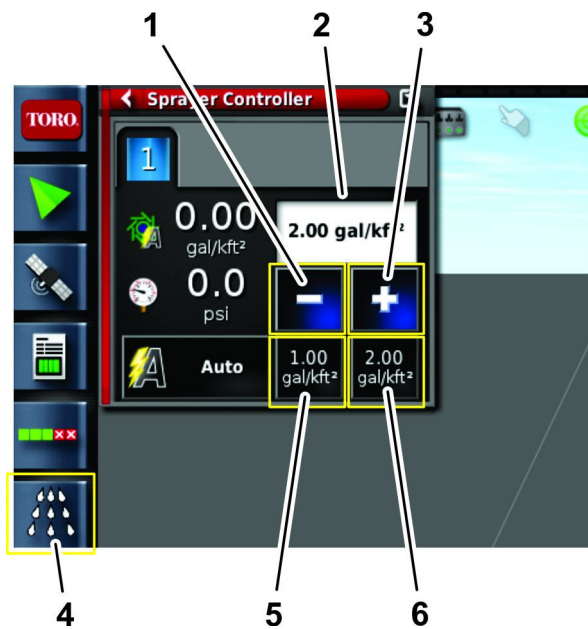 1
2
3
TORO.
Sprayer Controller
1
0.00
gal/kft²
2.00 gal/kft²
0.0
psi
−
+
A
Auto
1.00
gal/kft²
2.00
gal/kft²
4
5
6